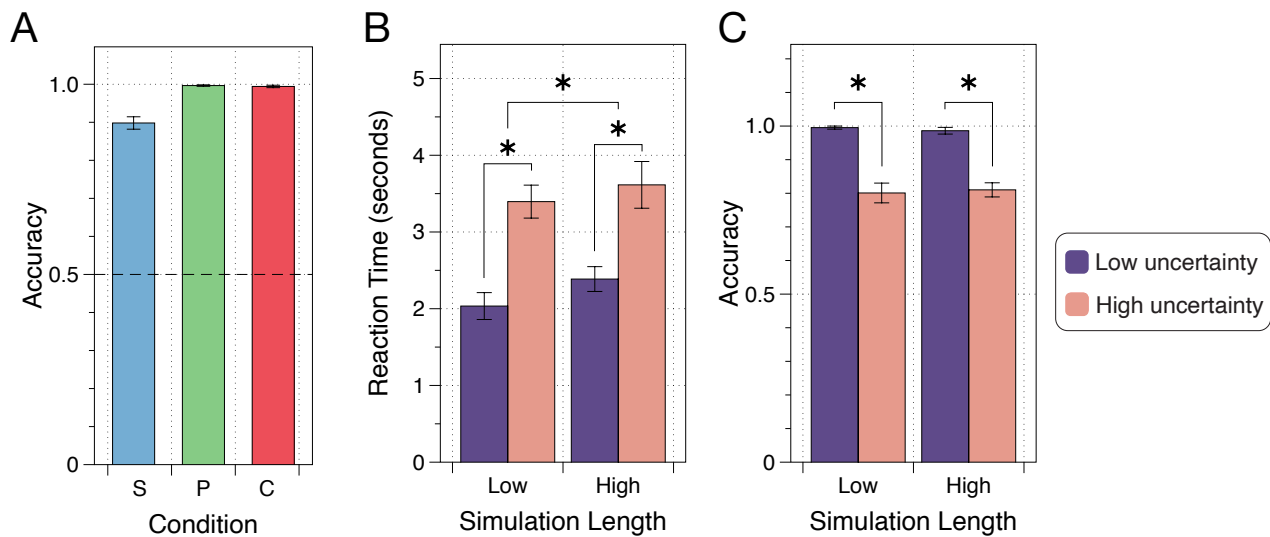 A
Accuracy
1.0
0.5
0
S P C
Condition
B
Reaction Time (seconds)
5
4
3
2
1
0
*
*
*
Low High
Simulation Length
C
Accuracy
1.0
0.5
0
*
*
Low High
Simulation Length
Low uncertainty
High uncertainty